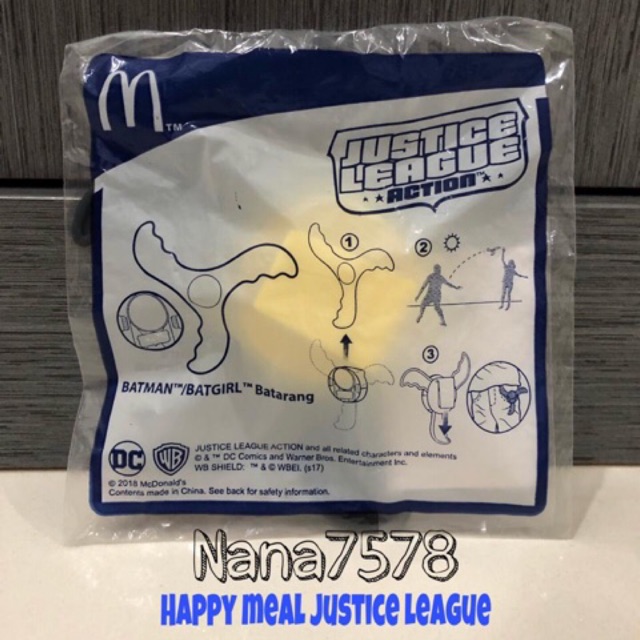 M TM
JUSTICE
LEAGUE
ACTION™
1
2
3
BATMAN™/BATGIRL™ Batarang
DC WB
JUSTICE LEAGUE ACTION and all related characters and elements
© & ™ DC Comics and Warner Bros. Entertainment Inc.
WB SHIELD: ™ & © WBEI. (s17)
© 2018 McDonald's
Contents made in China. See back for safety information.
Nana7578
HAPPY MEAL JUSTICE LEAGUE